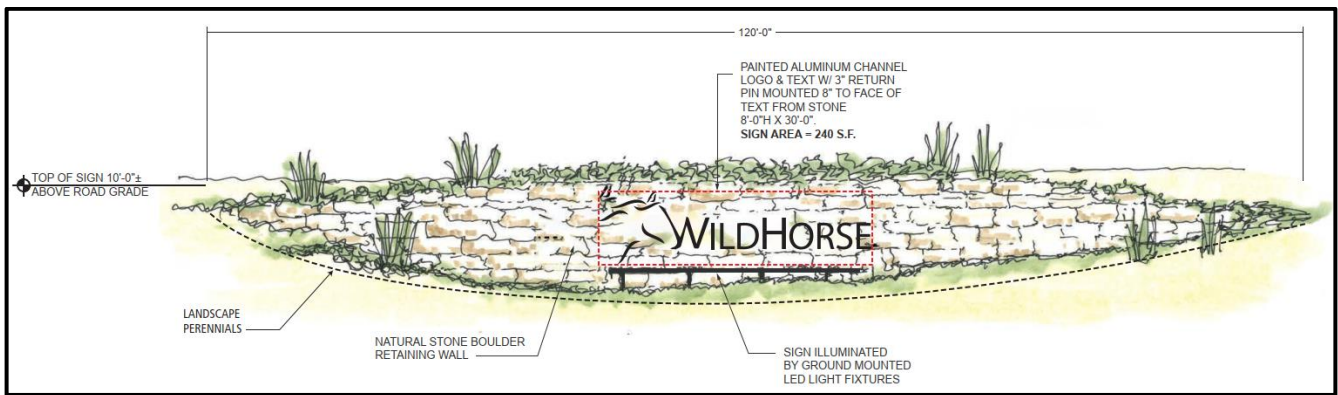 120'-0"
PAINTED ALUMINUM CHANNEL
LOGO & TEXT W/ 3" RETURN
PIN MOUNTED 8" TO FACE OF
TEXT FROM STONE
8'-0"H X 30'-0".
SIGN AREA = 240 S.F.
TOP OF SIGN 10'-0"±
ABOVE ROAD GRADE
WILDHORSE
LANDSCAPE
PERENNIALS
NATURAL STONE BOULDER
RETAINING WALL
SIGN ILLUMINATED
BY GROUND MOUNTED
LED LIGHT FIXTURES